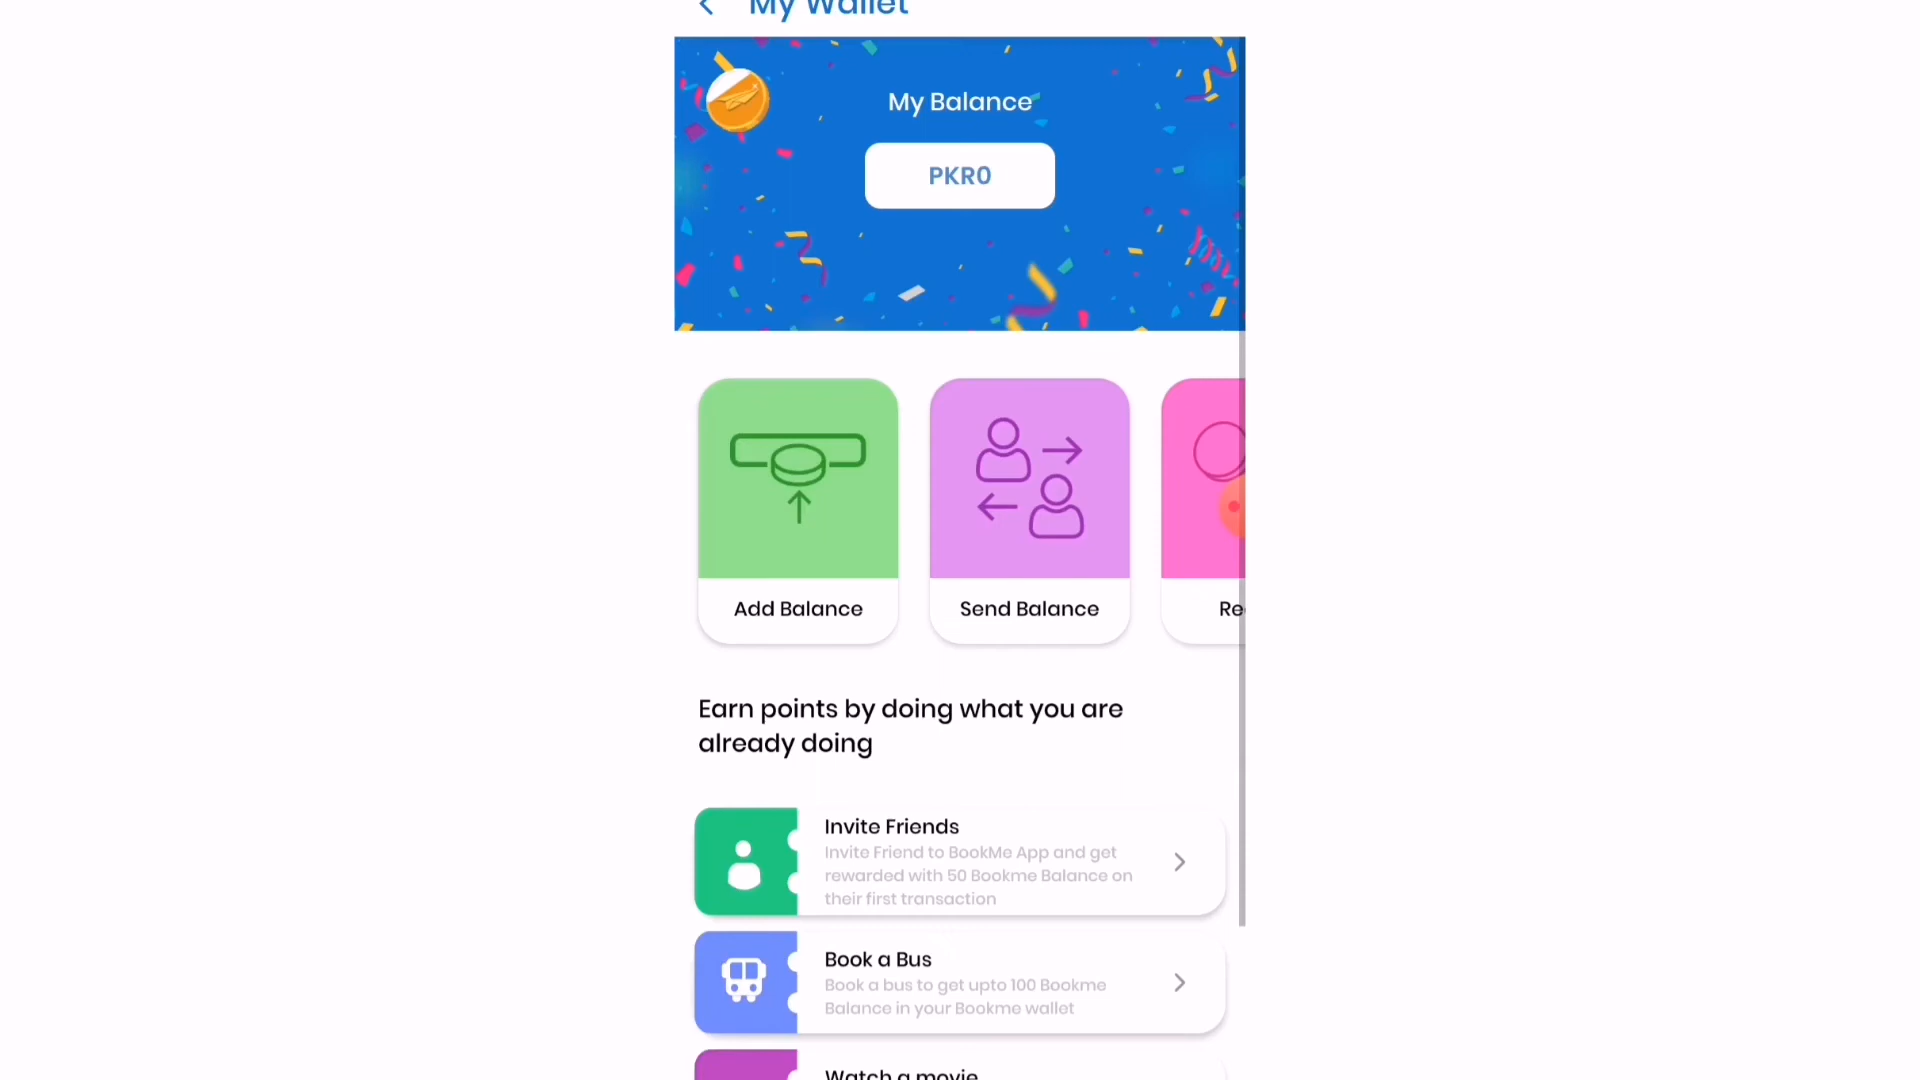 My Wallet
My Balance
PKR0
Add Balance
Send Balance
Earn points by doing what you are
already doing
Invite Friends
Invite Friend to BookMe App and get
rewarded with 50 Bookme Balance on
their first transaction
Book a Bus
Book a bus to get upto 100 Bookme
Balance in your Bookme wallet
Watch a movie